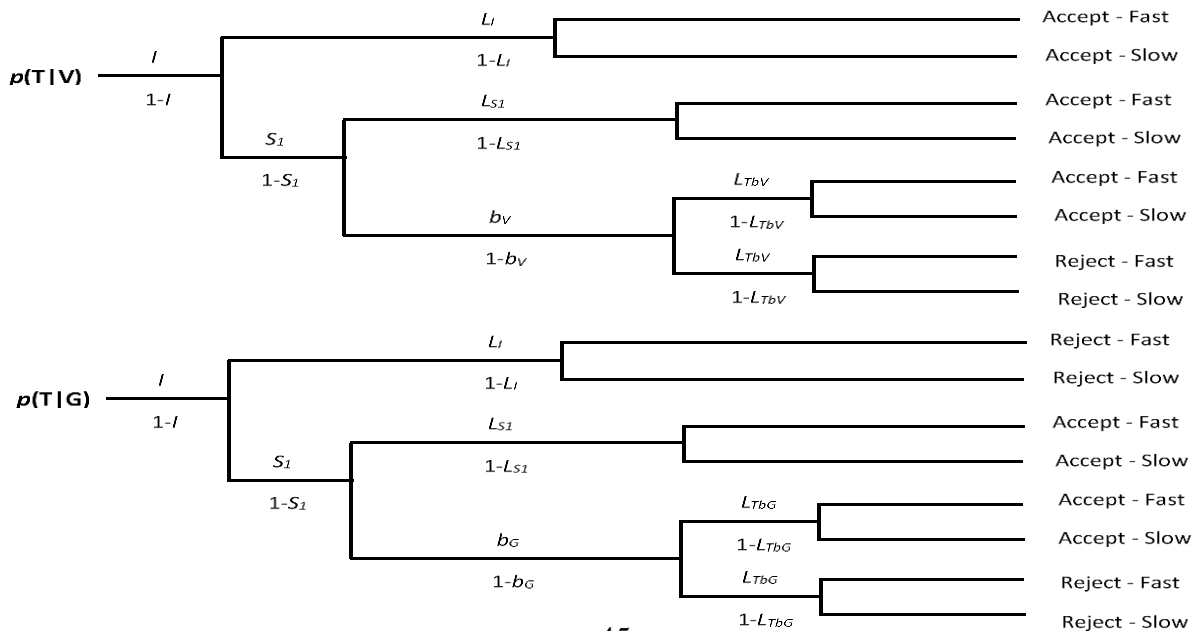 L_I
Accept - Fast
I
1-L_I
Accept - Slow
p(T|V)
1-I
L_S1
Accept - Fast
S_1
1-L_S1
Accept - Slow
1-S_1
L_TbV
Accept - Fast
b_V
1-L_TbV
Accept - Slow
1-b_V
L_TbV
Reject - Fast
1-L_TbV
Reject - Slow
L_I
Reject - Fast
I
1-L_I
Reject - Slow
p(T|G)
1-I
L_S1
Accept - Fast
S_1
1-L_S1
Accept - Slow
1-S_1
L_TbG
Accept - Fast
b_G
1-L_TbG
Accept - Slow
1-b_G
L_TbG
Reject - Fast
1-L_TbG
Reject - Slow